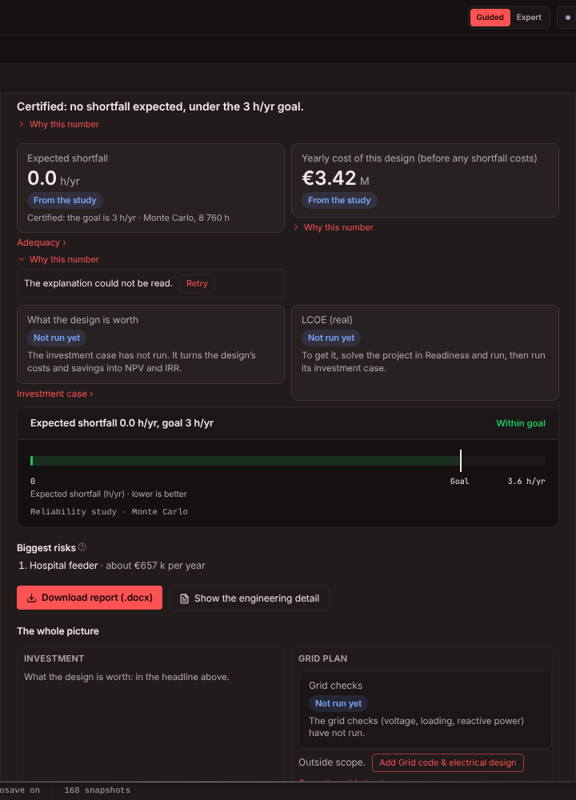 Guided Expert
Certified: no shortfall expected, under the 3 h/yr goal.
Why this number
Expected shortfall
0.0 h/yr
From the study
Certified: the goal is 3 h/yr · Monte Carlo, 8 760 h
Yearly cost of this design (before any shortfall costs)
€3.42 M
From the study
Why this number
Adequacy ›
Why this number
The explanation could not be read. Retry
What the design is worth
Not run yet
The investment case has not run. It turns the design's
costs and savings into NPV and IRR.
LCOE (real)
Not run yet
To get it, solve the project in Readiness and run, then run
its investment case.
Investment case ›
Expected shortfall 0.0 h/yr, goal 3 h/yr Within goal
0 Goal 3.6 h/yr
Expected shortfall (h/yr) · lower is better
Reliability study · Monte Carlo
Biggest risks
1. Hospital feeder · about €657 k per year
Download report (.docx) Show the engineering detail
The whole picture
INVESTMENT
What the design is worth: in the headline above.
GRID PLAN
Grid checks
Not run yet
The grid checks (voltage, loading, reactive power)
have not run.
Outside scope. Add Grid code & electrical design
osave on 168 snapshots